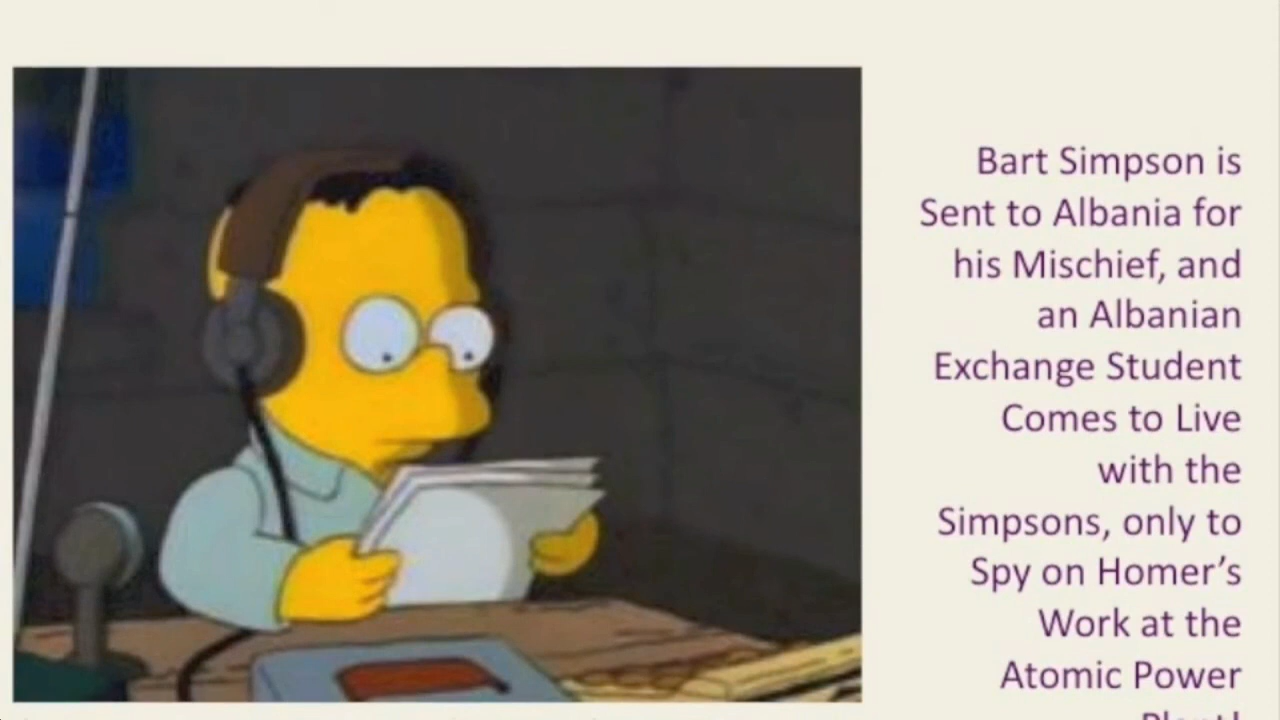 Bart Simpson is
Sent to Albania for
his Mischief, and
an Albanian
Exchange Student
Comes to Live
with the
Simpsons, only to
Spy on Homer’s
Work at the
Atomic Power